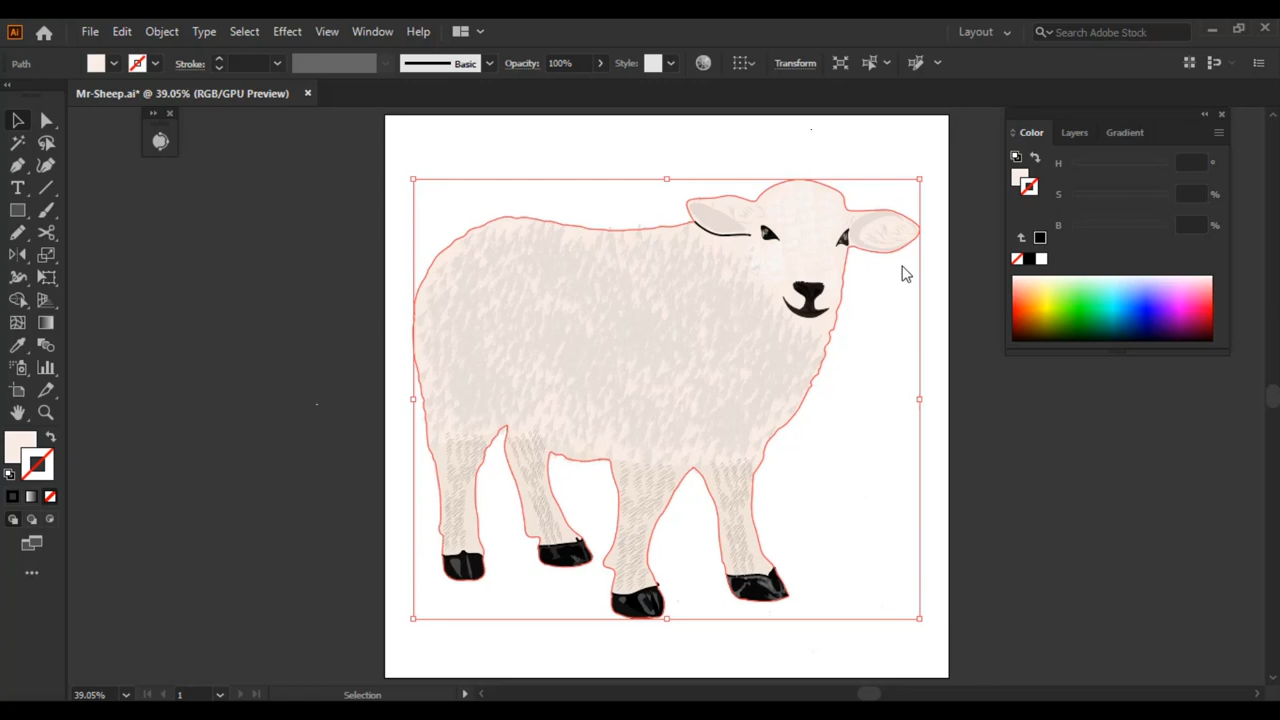 Ai File Edit Object Type Select Effect View Window Help Layout Search Adobe Stock
Path Stroke: Basic Opacity: 100% Style: Transform
Mr-Sheep.ai* @ 39.05% (RGB/GPU Preview)
Color Layers Gradient
H °
S %
B %
39.05% 1 Selection